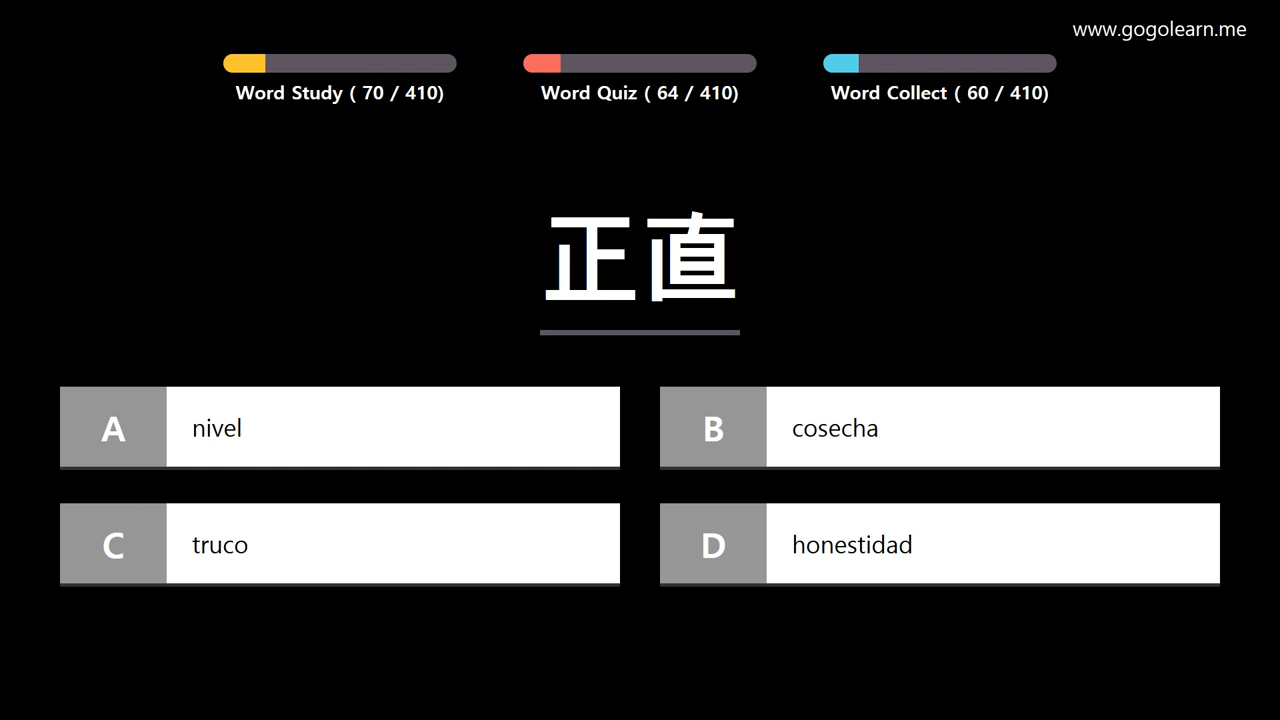 www.gogolearn.me
Word Study ( 70 / 410)
Word Quiz ( 64 / 410)
Word Collect ( 60 / 410)
正直
A nivel
B cosecha
C truco
D honestidad